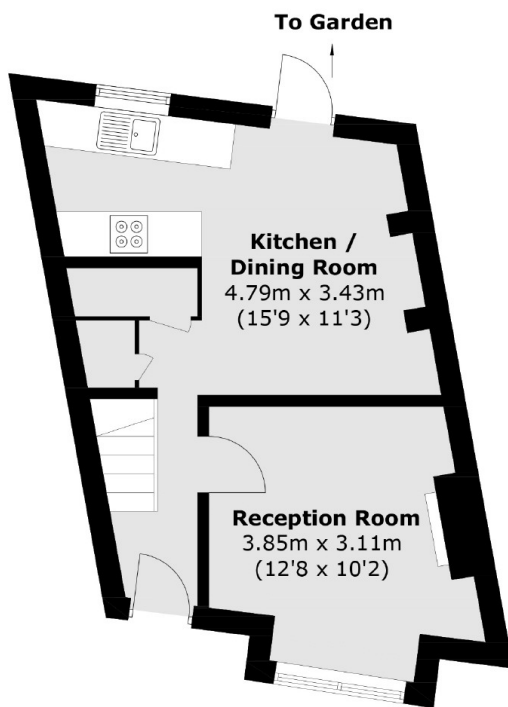 To Garden
Kitchen /
Dining Room
4.79m x 3.43m
(15'9 x 11'3)
Reception Room
3.85m x 3.11m
(12'8 x 10'2)